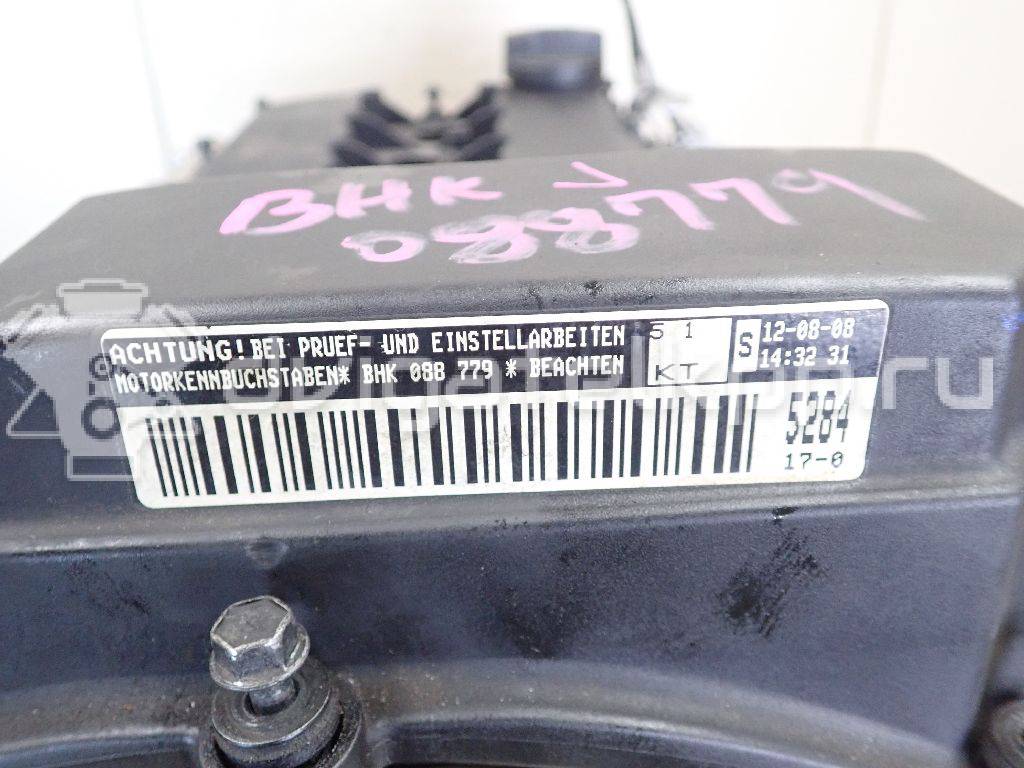 BHK
088779
ACHTUNG! BEI PRUEF- UND EINSTELLARBEITEN
MOTORKENNBUCHSTABEN* BHK 088 779 * BEACHTEN
5 1
KT
S
12-08-08
14:32 31
5284
17-0